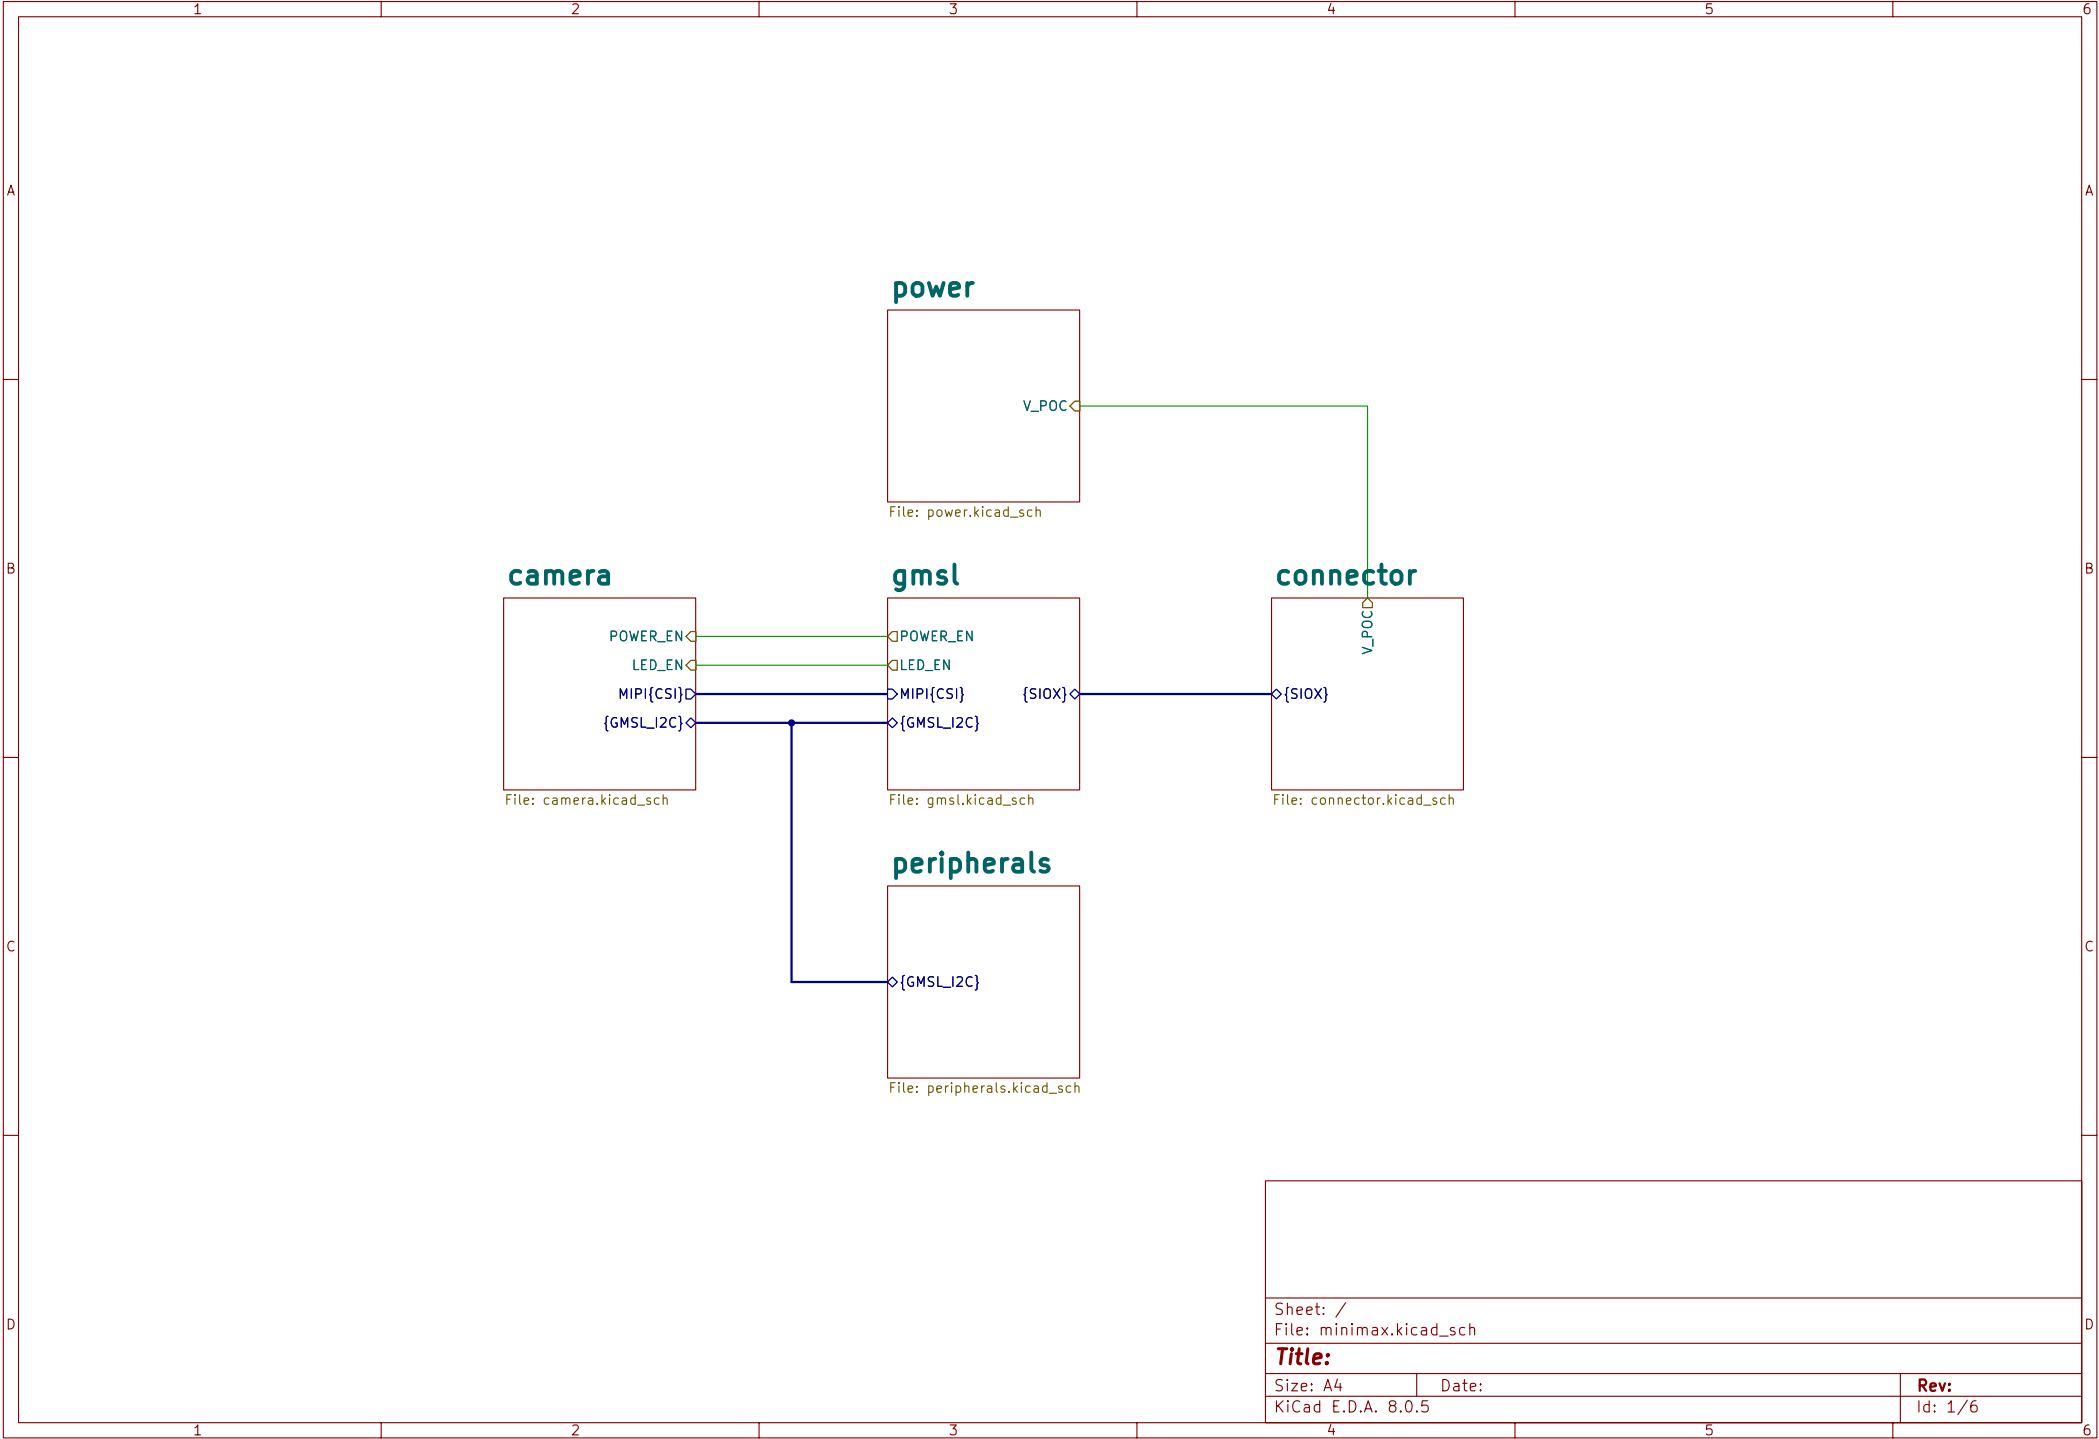 1 2 3 4 5 6
A A
power
V_POC
File: power.kicad_sch
B B
camera
POWER_EN
LED_EN
MIPI{CSI}
{GMSL_I2C}
File: camera.kicad_sch
gmsl
POWER_EN
LED_EN
MIPI{CSI}
{GMSL_I2C}
{SIOX}
File: gmsl.kicad_sch
connector
V_POC
{SIOX}
File: connector.kicad_sch
peripherals
{GMSL_I2C}
File: peripherals.kicad_sch
C C
D D
Sheet: /
File: minimax.kicad_sch
Title:
Size: A4 Date: Rev:
KiCad E.D.A. 8.0.5 Id: 1/6
1 2 3 4 5 6